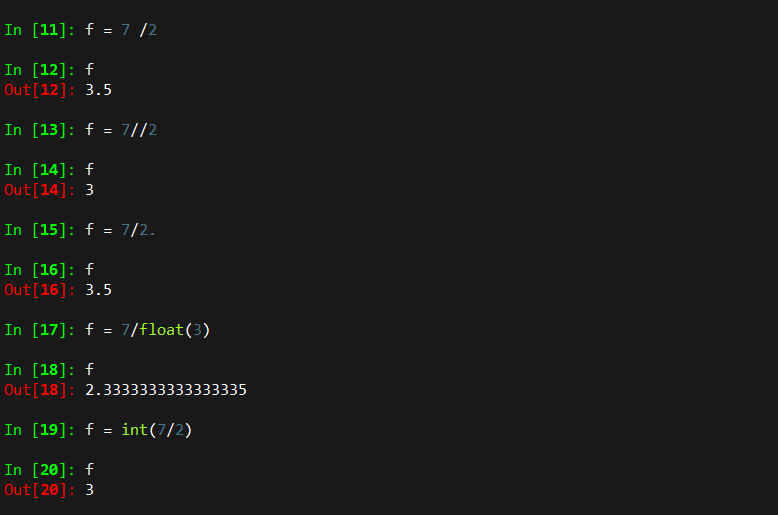 In [11]: f = 7 /2
In [12]: f
Out[12]: 3.5
In [13]: f = 7//2
In [14]: f
Out[14]: 3
In [15]: f = 7/2.
In [16]: f
Out[16]: 3.5
In [17]: f = 7/float(3)
In [18]: f
Out[18]: 2.3333333333333335
In [19]: f = int(7/2)
In [20]: f
Out[20]: 3